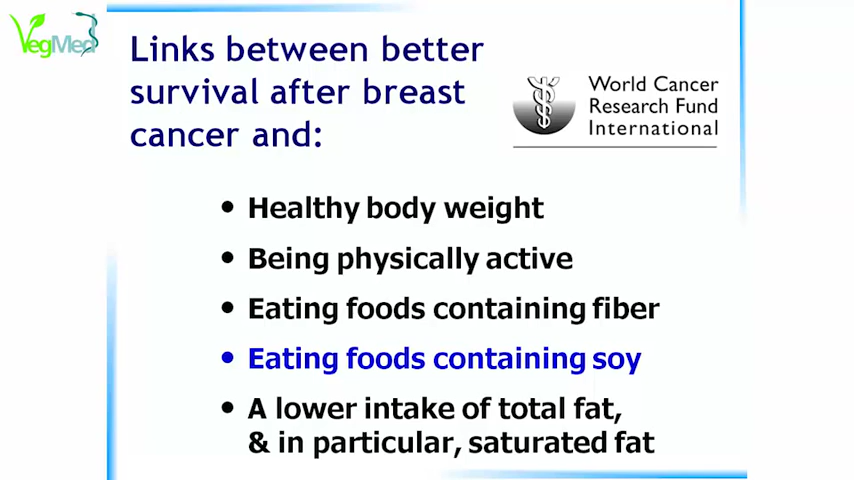 VegMed
Links between better
survival after breast
cancer and:
World Cancer
Research Fund
International
• Healthy body weight
• Being physically active
• Eating foods containing fiber
• Eating foods containing soy
• A lower intake of total fat,
& in particular, saturated fat